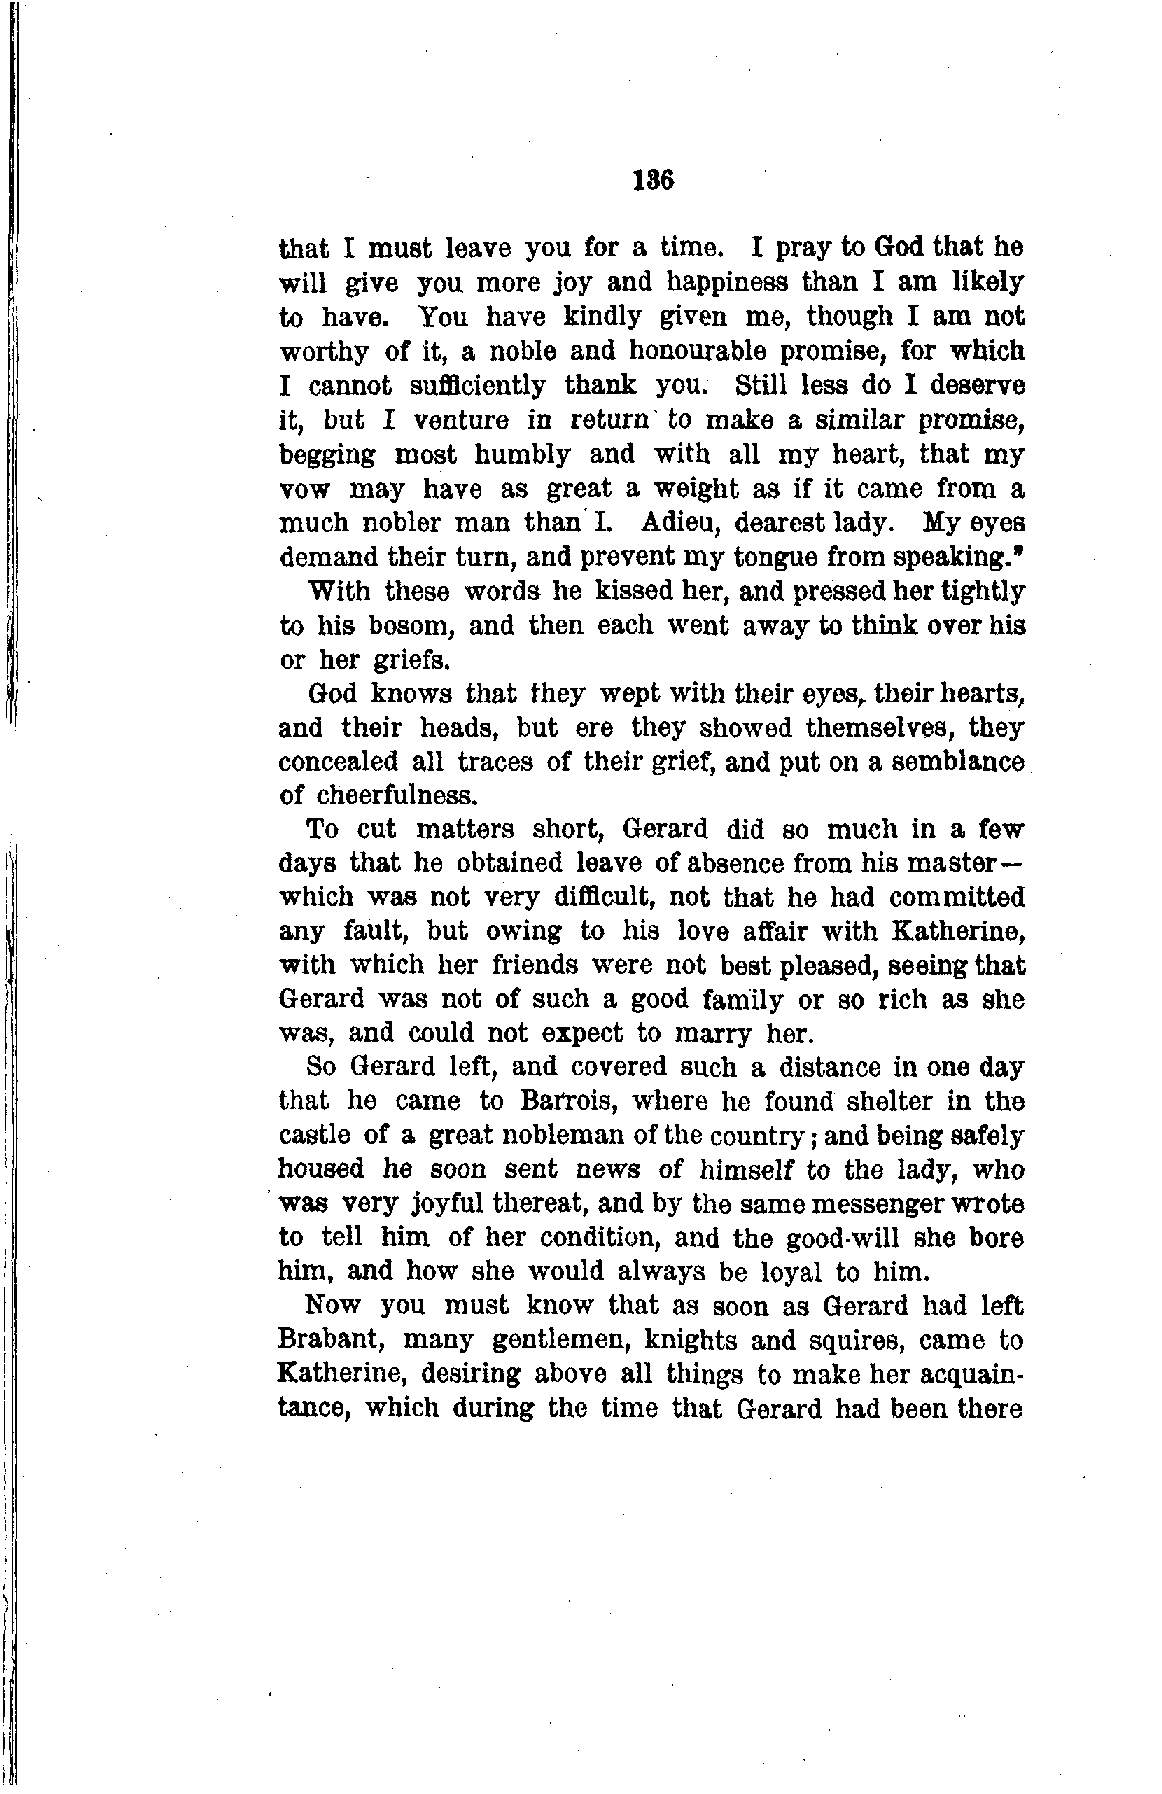 136
that I must leave you for a time. I pray to God that he
will give you more joy and happiness than I am likely
to have. You have kindly given me, though I am not
worthy of it, a noble and honourable promise, for which
I cannot sufficiently thank you. Still less do I deserve
it, but I venture in return to make a similar promise,
begging most humbly and with all my heart, that my
vow may have as great a weight as if it came from a
much nobler man than I. Adieu, dearest lady. My eyes
demand their turn, and prevent my tongue from speaking."
With these words he kissed her, and pressed her tightly
to his bosom, and then each went away to think over his
or her griefs.
God knows that they wept with their eyes, their hearts,
and their heads, but ere they showed themselves, they
concealed all traces of their grief, and put on a semblance
of cheerfulness.
To cut matters short, Gerard did so much in a few
days that he obtained leave of absence from his master—
which was not very difficult, not that he had committed
any fault, but owing to his love affair with Katherine,
with which her friends were not best pleased, seeing that
Gerard was not of such a good family or so rich as she
was, and could not expect to marry her.
So Gerard left, and covered such a distance in one day
that he came to Barrois, where he found shelter in the
castle of a great nobleman of the country; and being safely
housed he soon sent news of himself to the lady, who
was very joyful thereat, and by the same messenger wrote
to tell him of her condition, and the good-will she bore
him, and how she would always be loyal to him.
Now you must know that as soon as Gerard had left
Brabant, many gentlemen, knights and squires, came to
Katherine, desiring above all things to make her acquain-
tance, which during the time that Gerard had been there